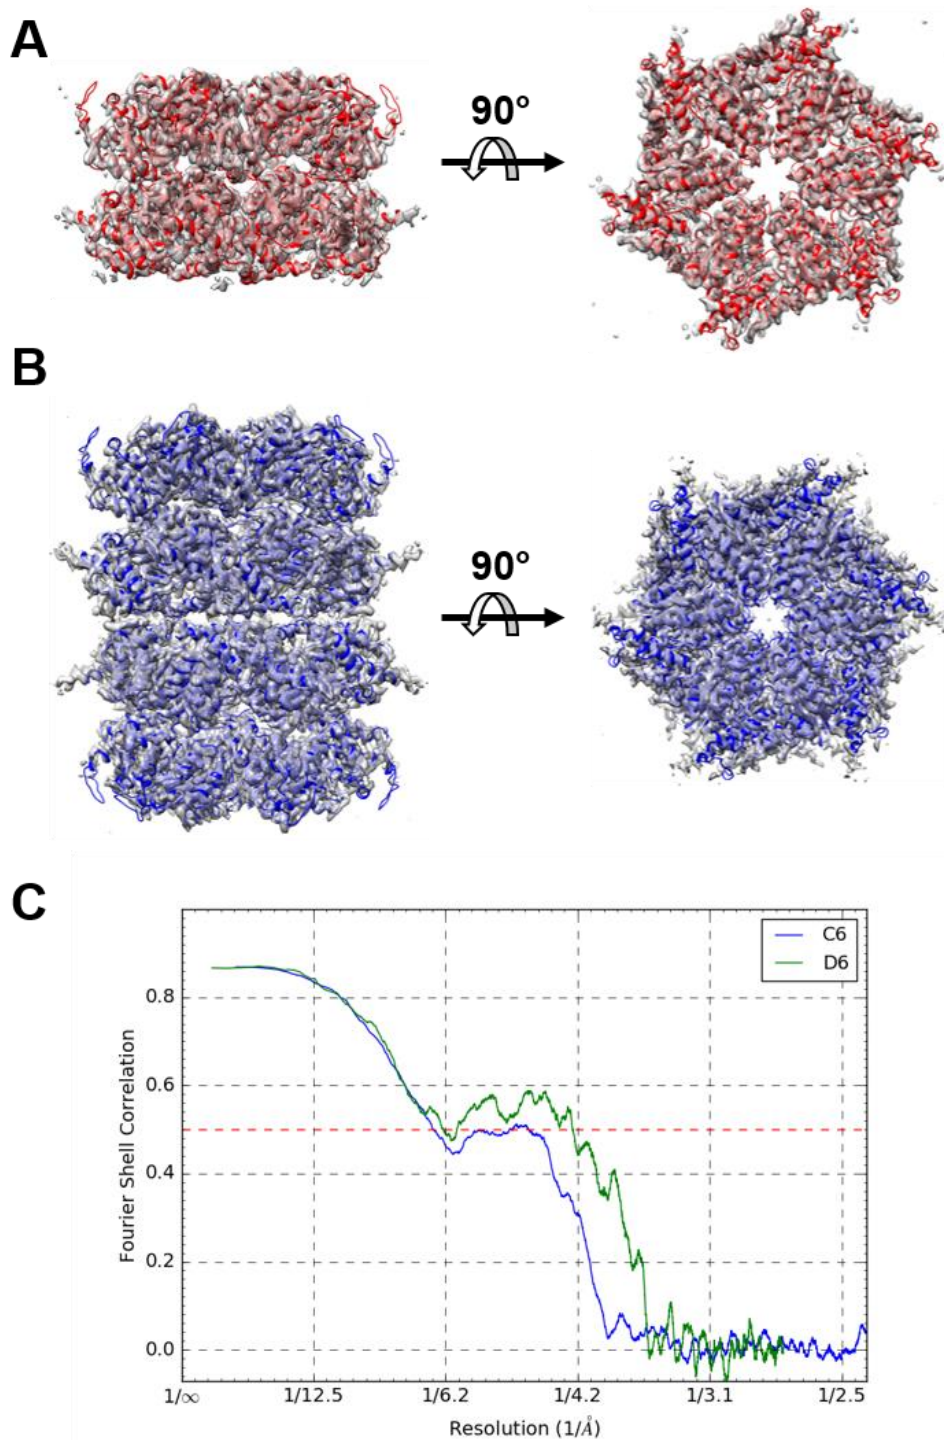 A
90°
B
90°
C
C6
D6
0.8
0.6
0.4
0.2
0.0
Fourier Shell Correlation
1/∞
1/12.5
1/6.2
1/4.2
1/3.1
1/2.5
Resolution (1/Å)